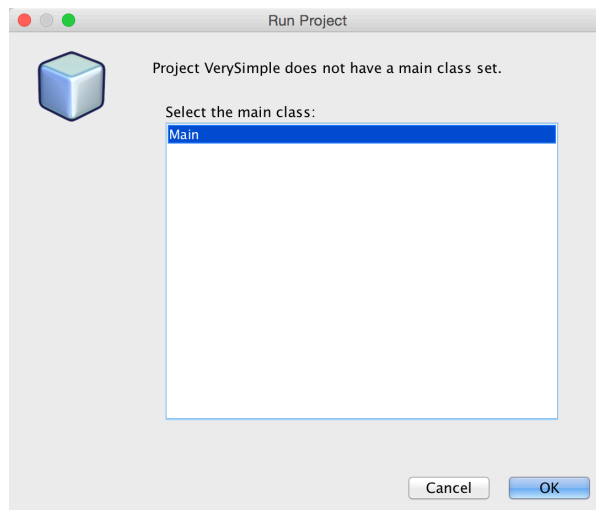 Run Project
Project VerySimple does not have a main class set.
Select the main class:
Main
Cancel
OK